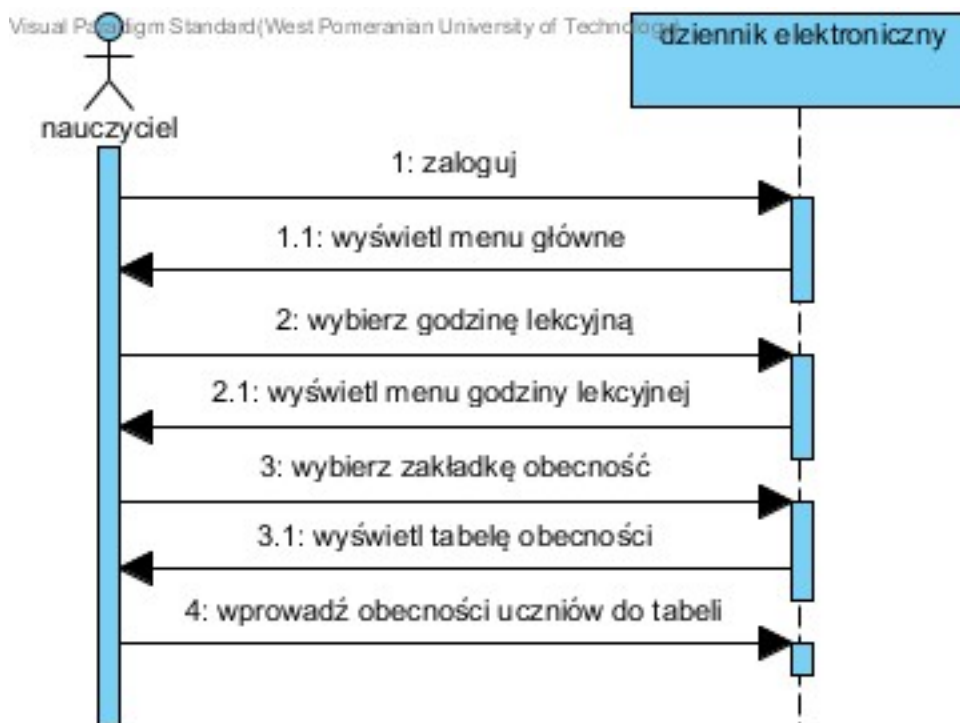 Visual Paradigm Standard(West Pomeranian University of Technology)
dziennik elektroniczny
nauczyciel
1: zaloguj
1.1: wyświetl menu główne
2: wybierz godzinę lekcyjną
2.1: wyświetl menu godziny lekcyjnej
3: wybierz zakładkę obecność
3.1: wyświetl tabelę obecności
4: wprowadź obecności uczniów do tabeli